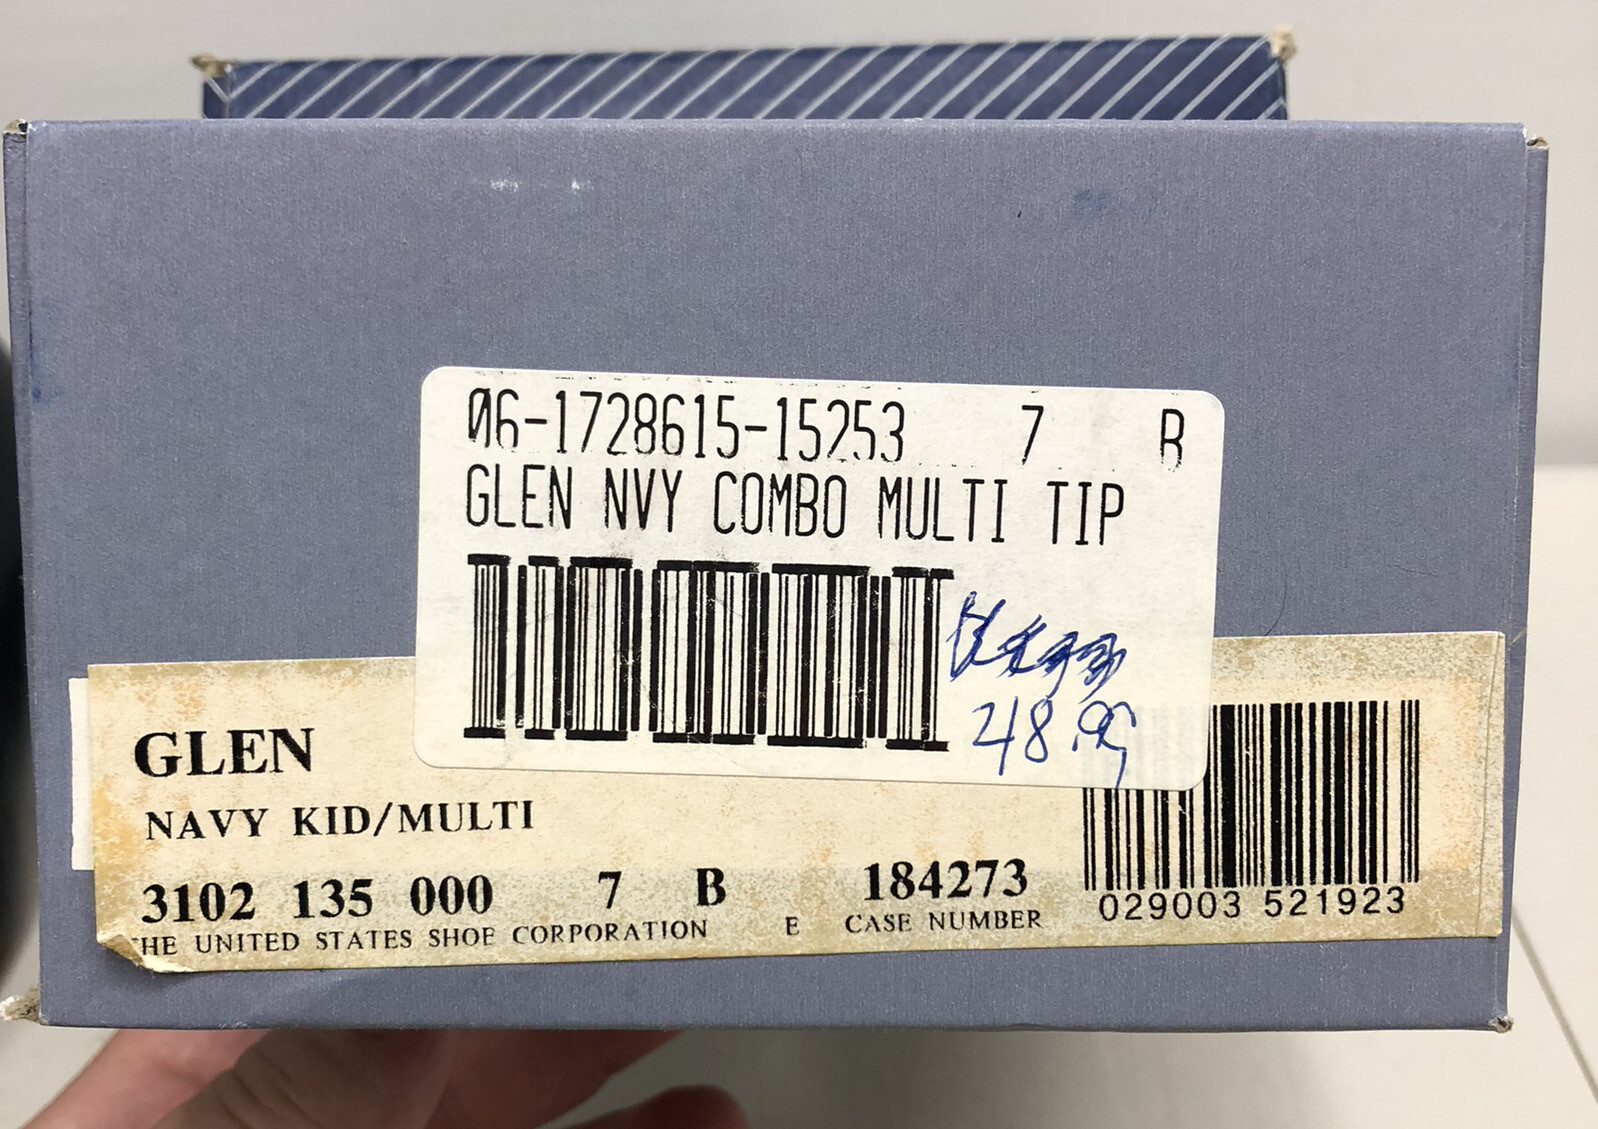 06-1728615-15253 7 B
GLEN NVY COMBO MULTI TIP
48.99
GLEN
NAVY KID/MULTI
3102 135 000 7 B 184273
HE UNITED STATES SHOE CORPORATION E CASE NUMBER
029003 521923